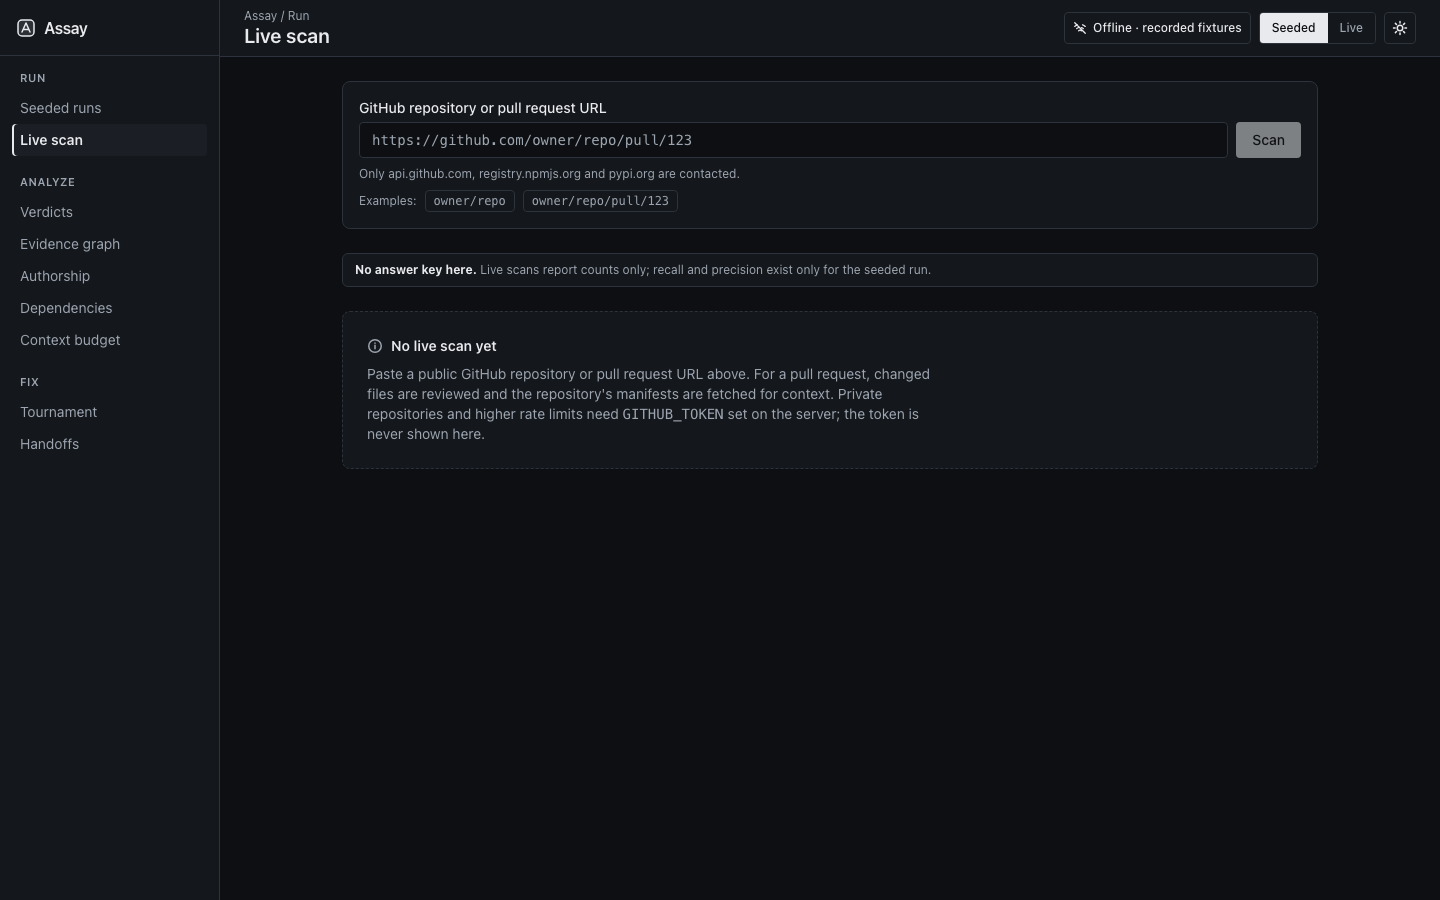 Assay
RUN
Seeded runs
Live scan
ANALYZE
Verdicts
Evidence graph
Authorship
Dependencies
Context budget
FIX
Tournament
Handoffs
Assay / Run
Live scan
Offline · recorded fixtures
Seeded
Live
GitHub repository or pull request URL
https://github.com/owner/repo/pull/123
Scan
Only api.github.com, registry.npmjs.org and pypi.org are contacted.
Examples: owner/repo owner/repo/pull/123
No answer key here. Live scans report counts only; recall and precision exist only for the seeded run.
No live scan yet
Paste a public GitHub repository or pull request URL above. For a pull request, changed
files are reviewed and the repository's manifests are fetched for context. Private
repositories and higher rate limits need GITHUB_TOKEN set on the server; the token is
never shown here.